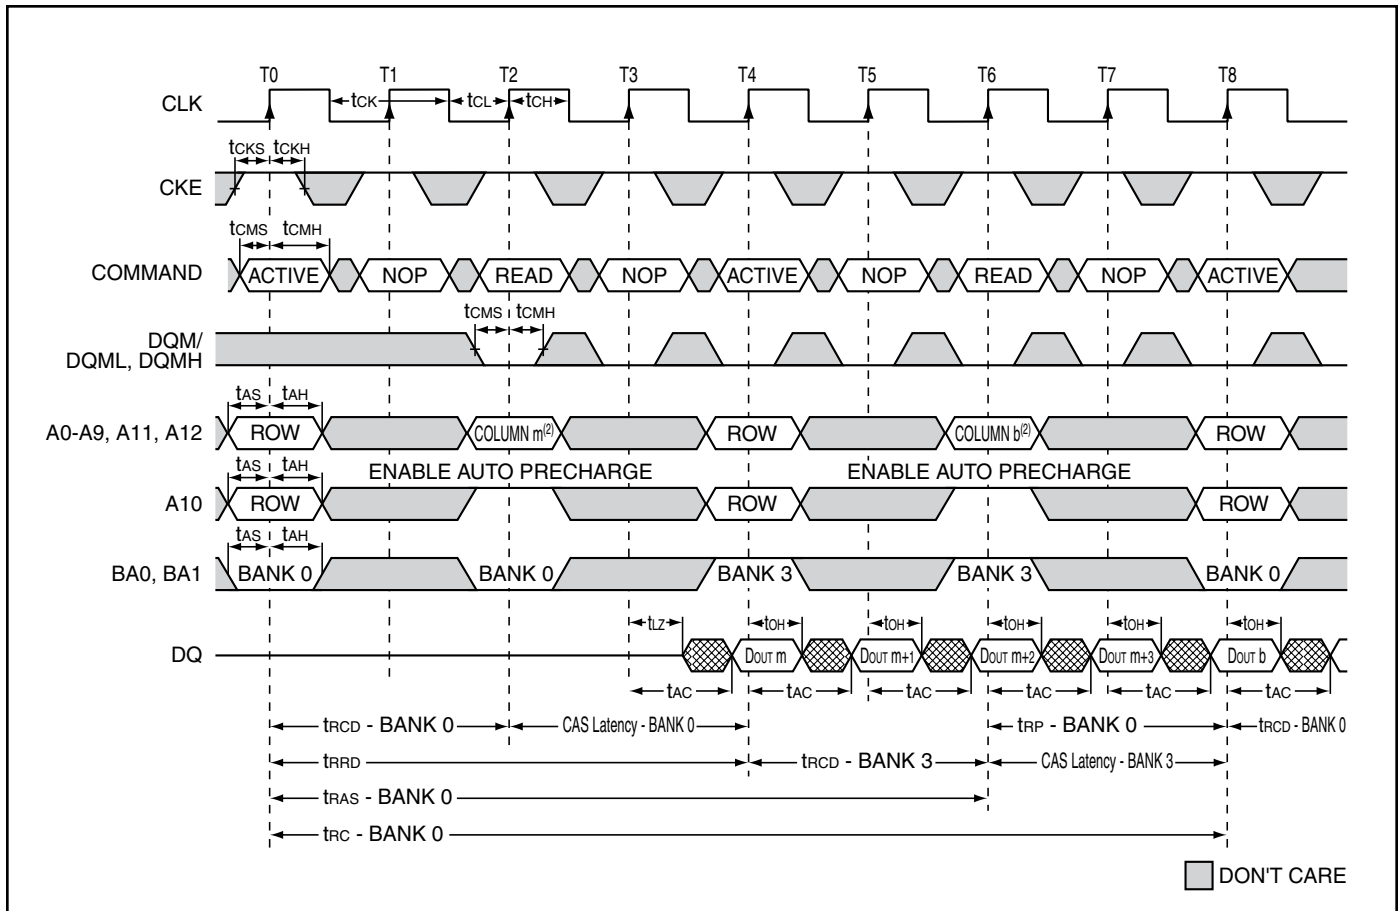 T0 T1 T2 T3 T4 T5 T6 T7 T8
CLK tCK tCL tCH
tCKS tCKH
CKE
tCMS tCMH
COMMAND ACTIVE NOP READ NOP ACTIVE NOP READ NOP ACTIVE
tCMS tCMH
DQM/
DQML, DQMH
tAS tAH
A0-A9, A11, A12 ROW COLUMN m(2) ROW COLUMN b(2) ROW
tAS tAH ENABLE AUTO PRECHARGE ENABLE AUTO PRECHARGE
A10 ROW ROW ROW
tAS tAH
BA0, BA1 BANK 0 BANK 0 BANK 3 BANK 3 BANK 0
tLZ tOH tOH tOH tOH tOH
DQ DOUT m DOUT m+1 DOUT m+2 DOUT m+3 DOUT b
tAC tAC tAC tAC tAC tAC
tRCD - BANK 0 CAS Latency - BANK 0 tRP - BANK 0 tRCD - BANK 0
tRRD tRCD - BANK 3 CAS Latency - BANK 3
tRAS - BANK 0
tRC - BANK 0
DON'T CARE